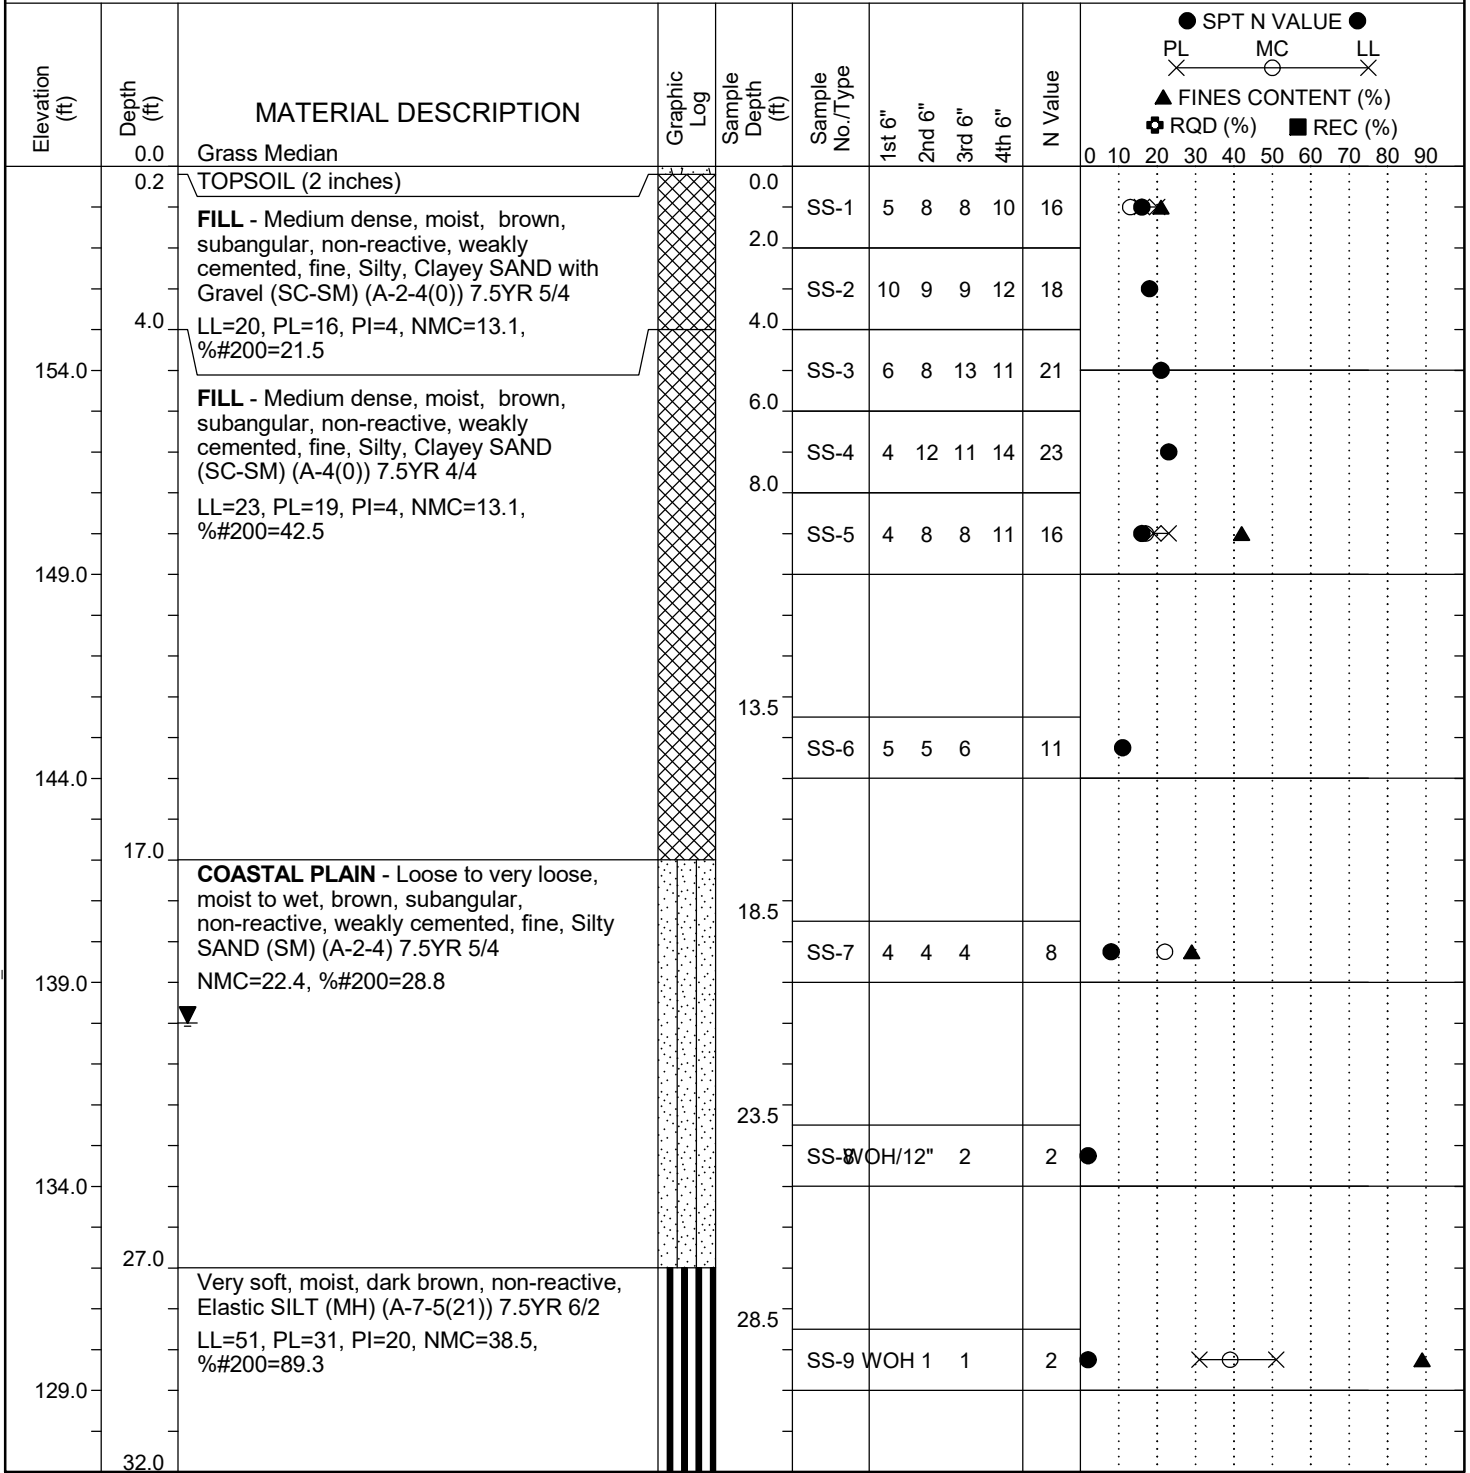 ● SPT N VALUE ●
PL MC LL
▲ FINES CONTENT (%)
RQD (%) ■ REC (%)
0 10 20 30 40 50 60 70 80 90
Elevation (ft)
Depth (ft)
MATERIAL DESCRIPTION
Graphic Log
Sample Depth (ft)
Sample No./Type
1st 6"
2nd 6"
3rd 6"
4th 6"
N Value
0.0 Grass Median
0.2 TOPSOIL (2 inches)
0.0
SS-1 5 8 8 10 16
FILL - Medium dense, moist, brown,
subangular, non-reactive, weakly
cemented, fine, Silty, Clayey SAND with
Gravel (SC-SM) (A-2-4(0)) 7.5YR 5/4
LL=20, PL=16, PI=4, NMC=13.1,
%#200=21.5
2.0
SS-2 10 9 9 12 18
4.0
4.0
154.0
SS-3 6 8 13 11 21
FILL - Medium dense, moist, brown,
subangular, non-reactive, weakly
cemented, fine, Silty, Clayey SAND
(SC-SM) (A-4(0)) 7.5YR 4/4
LL=23, PL=19, PI=4, NMC=13.1,
%#200=42.5
6.0
SS-4 4 12 11 14 23
8.0
SS-5 4 8 8 11 16
149.0
13.5
SS-6 5 5 6 11
144.0
17.0
COASTAL PLAIN - Loose to very loose,
moist to wet, brown, subangular,
non-reactive, weakly cemented, fine, Silty
SAND (SM) (A-2-4) 7.5YR 5/4
NMC=22.4, %#200=28.8
18.5
SS-7 4 4 4 8
139.0
23.5
SS-8 WOH/12" 2 2
134.0
27.0
Very soft, moist, dark brown, non-reactive,
Elastic SILT (MH) (A-7-5(21)) 7.5YR 6/2
LL=51, PL=31, PI=20, NMC=38.5,
%#200=89.3
28.5
SS-9 WOH 1 1 2
129.0
32.0